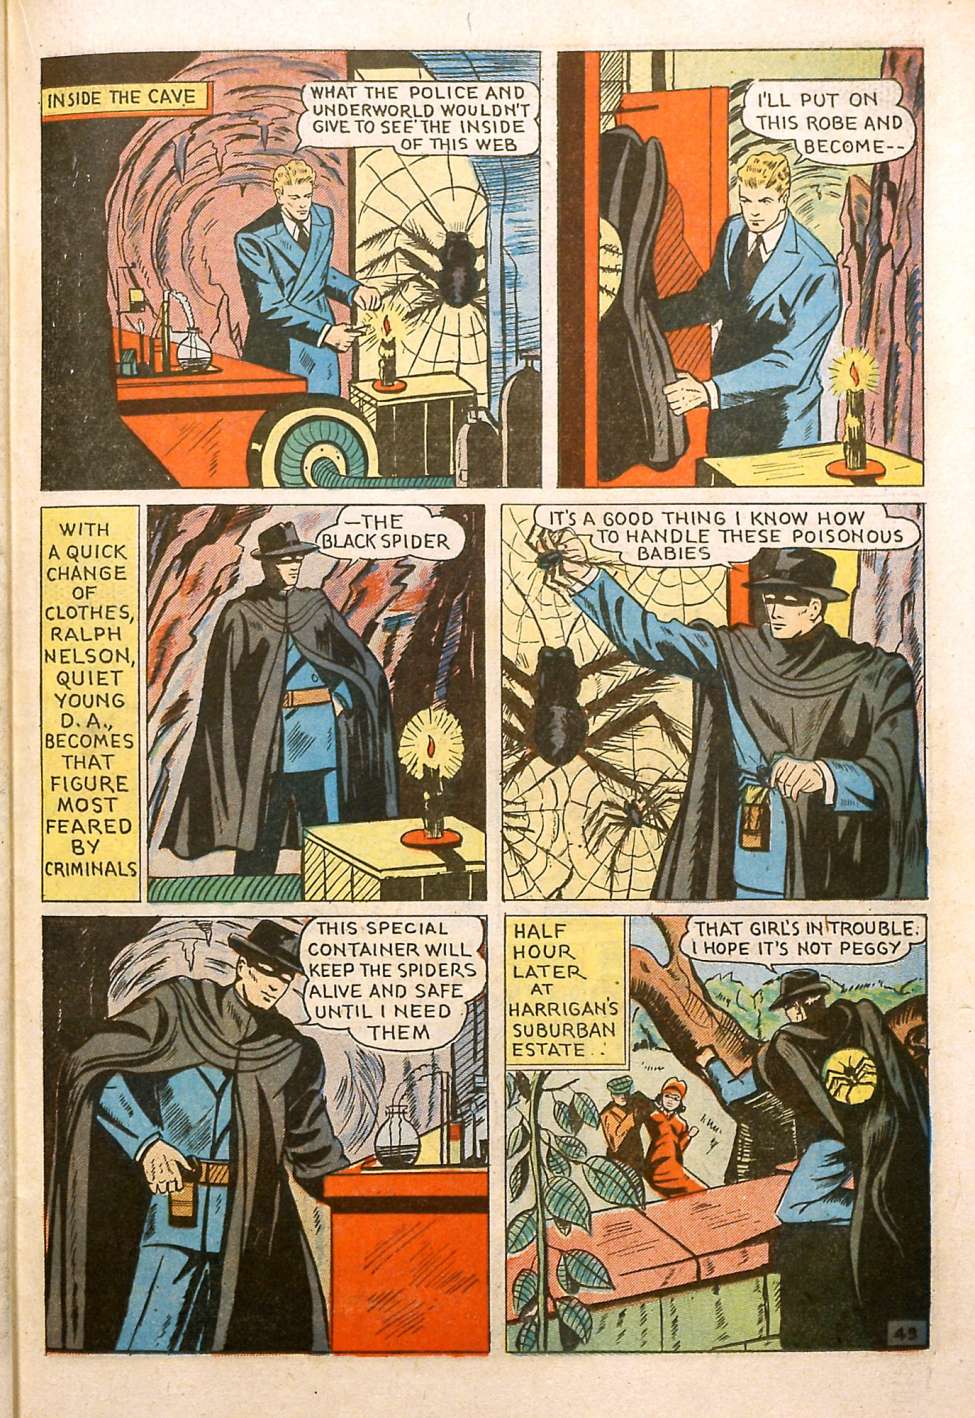 INSIDE THE CAVE
WHAT THE POLICE AND
UNDERWORLD WOULDN'T
GIVE TO SEE THE INSIDE
OF THIS WEB
I'LL PUT ON
THIS ROBE AND
BECOME--
WITH
A QUICK
CHANGE
OF
CLOTHES,
RALPH
NELSON,
QUIET
YOUNG
D.A.,
BECOMES
THAT
FIGURE
MOST
FEARED
BY
CRIMINALS
—THE
BLACK SPIDER
IT'S A GOOD THING I KNOW HOW
TO HANDLE THESE POISONOUS
BABIES
THIS SPECIAL
CONTAINER WILL
KEEP THE SPIDERS
ALIVE AND SAFE
UNTIL I NEED
THEM
HALF
HOUR
LATER
AT
HARRIGAN'S
SUBURBAN
ESTATE..
THAT GIRL'S IN TROUBLE.
I HOPE IT'S NOT PEGGY
43